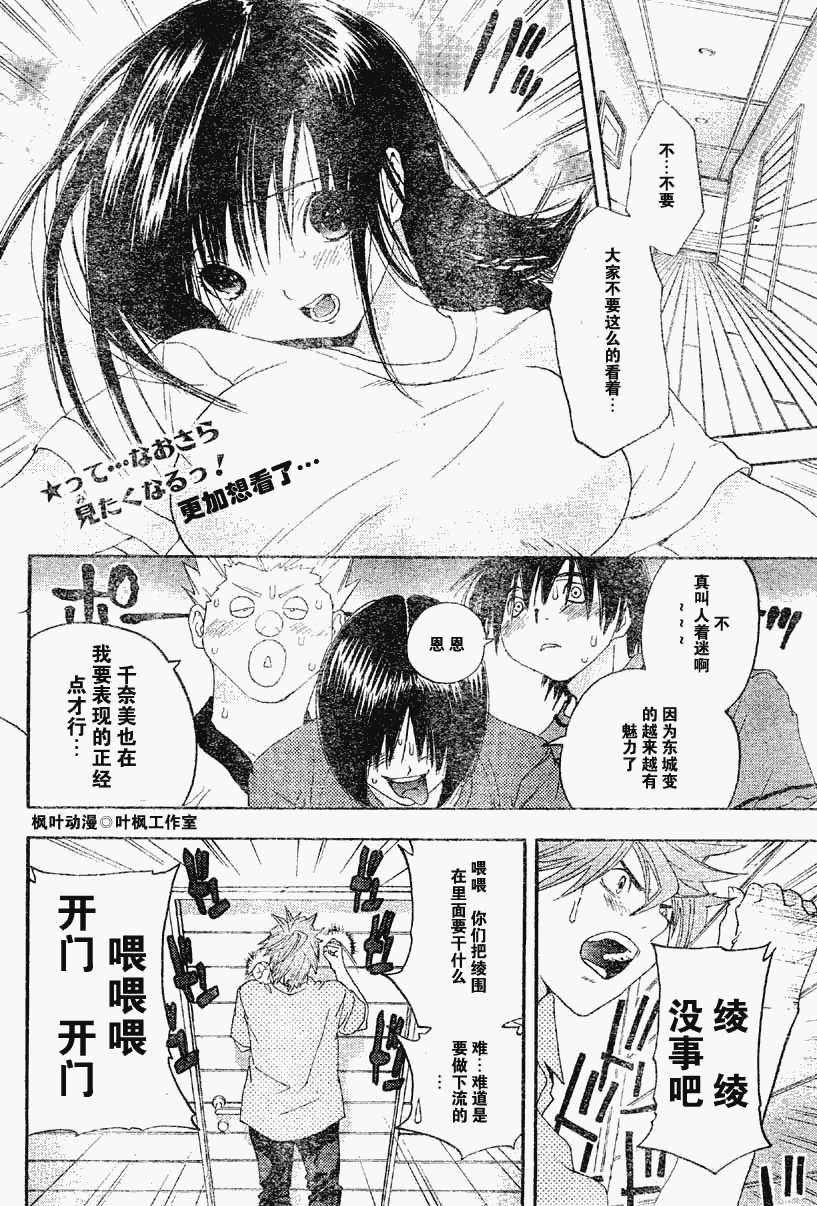 不…不要
大家不要这么的看着…
★って…なおさら
見たくなるっ！
み
更加想看了…
不
真叫人着迷啊
～～～
因为东城变
的越来越有
魅力了
恩恩
ポー
千奈美也在
我要表现的正经
点才行…
枫叶动漫◎叶枫工作室
绫 绫
没事吧
喂喂 你们把绫围
在里面要干什么
难…难道是
要做下流的
…
喂喂喂
开门 开门